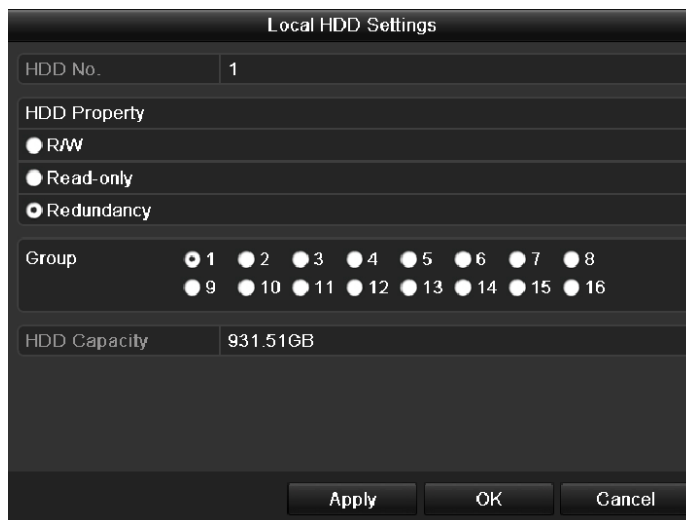 Local HDD Settings
HDD No. 1
HDD Property
R/W
Read-only
Redundancy
Group 1 2 3 4 5 6 7 8
9 10 11 12 13 14 15 16
HDD Capacity 931.51GB
Apply OK Cancel